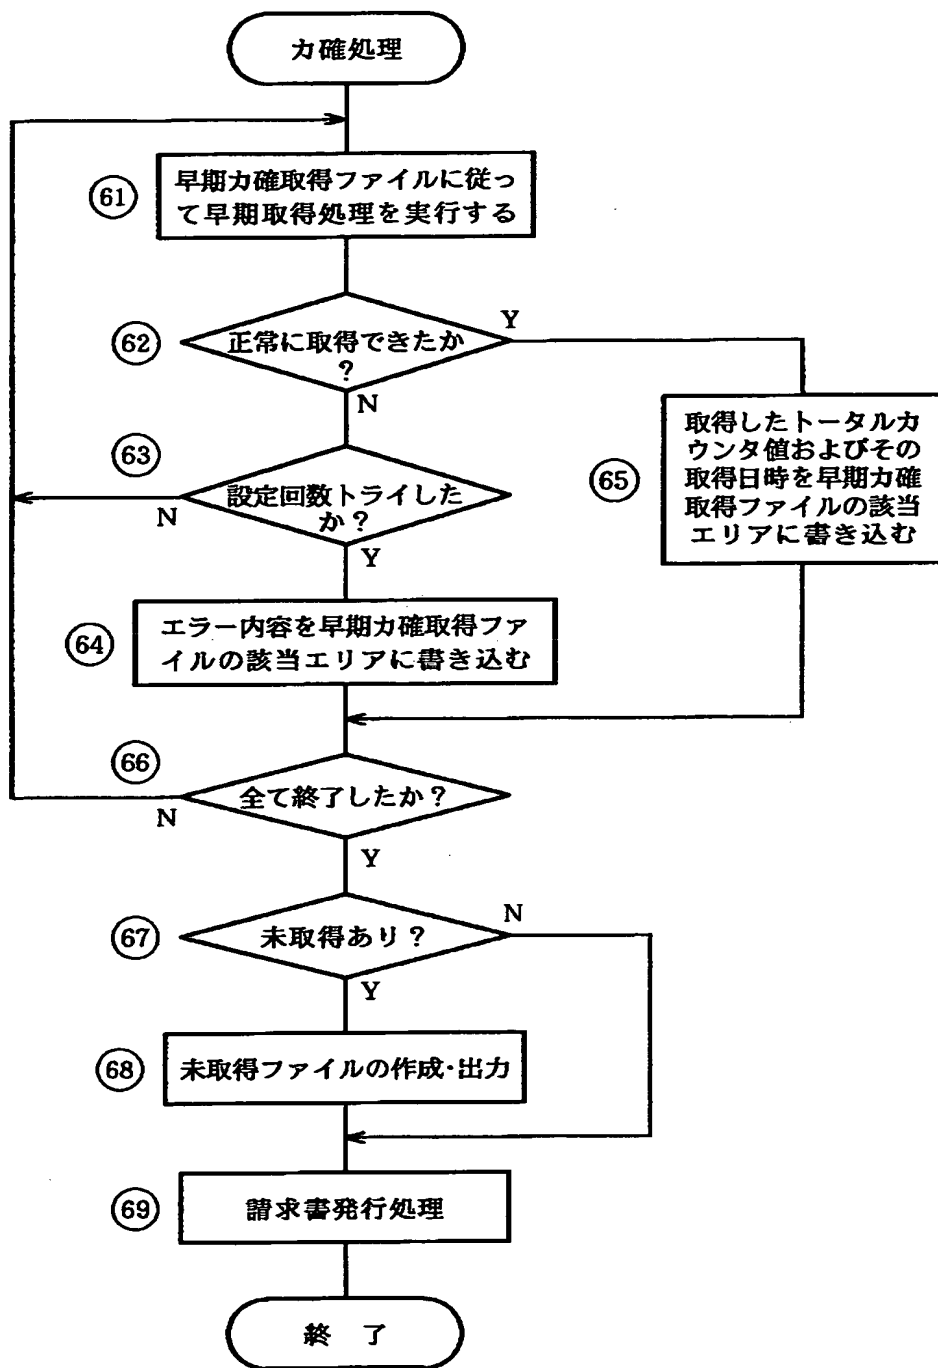 カ確処理
61
早期カ確取得ファイルに従っ
て早期取得処理を実行する
62
正常に取得できたか
?
Y
N
63
設定回数トライした
か?
N
Y
65
取得したトータルカ
ウンタ値およびその
取得日時を早期カ確
取得ファイルの該当
エリアに書き込む
64
エラー内容を早期カ確取得ファ
イルの該当エリアに書き込む
66
全て終了したか?
N
Y
67
未取得あり?
N
Y
68
未取得ファイルの作成・出力
69
請求書発行処理
終 了